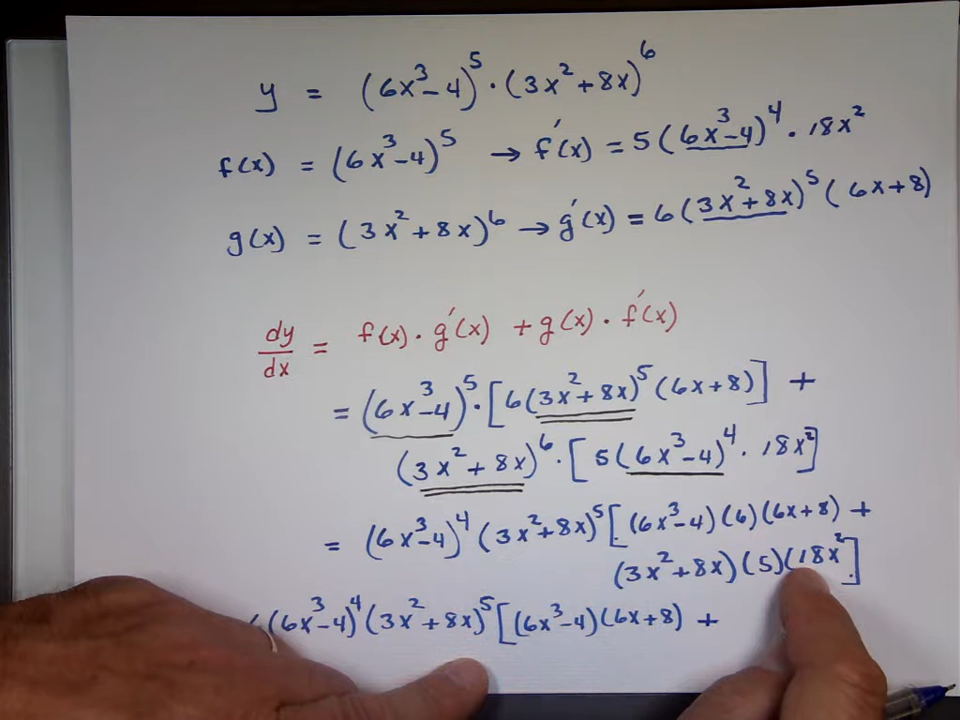 y = (6x³-4)⁵ · (3x²+8x)⁶
f(x) = (6x³-4)⁵ → f'(x) = 5(6x³-4)⁴ · 18x²
g(x) = (3x²+8x)⁶ → g'(x) = 6(3x²+8x)⁵(6x+8)
dy/dx = f(x) · g'(x) + g(x) · f'(x)
= (6x³-4)⁵ · [6(3x²+8x)⁵(6x+8)] +
(3x²+8x)⁶ · [5(6x³-4)⁴ · 18x²]
= (6x³-4)⁴(3x²+8x)⁵[(6x³-4)(6)(6x+8) +
(3x²+8x)(5)(18x²]
(6x³-4)⁴(3x²+8x)⁵[(6x³-4)(6x+8) +